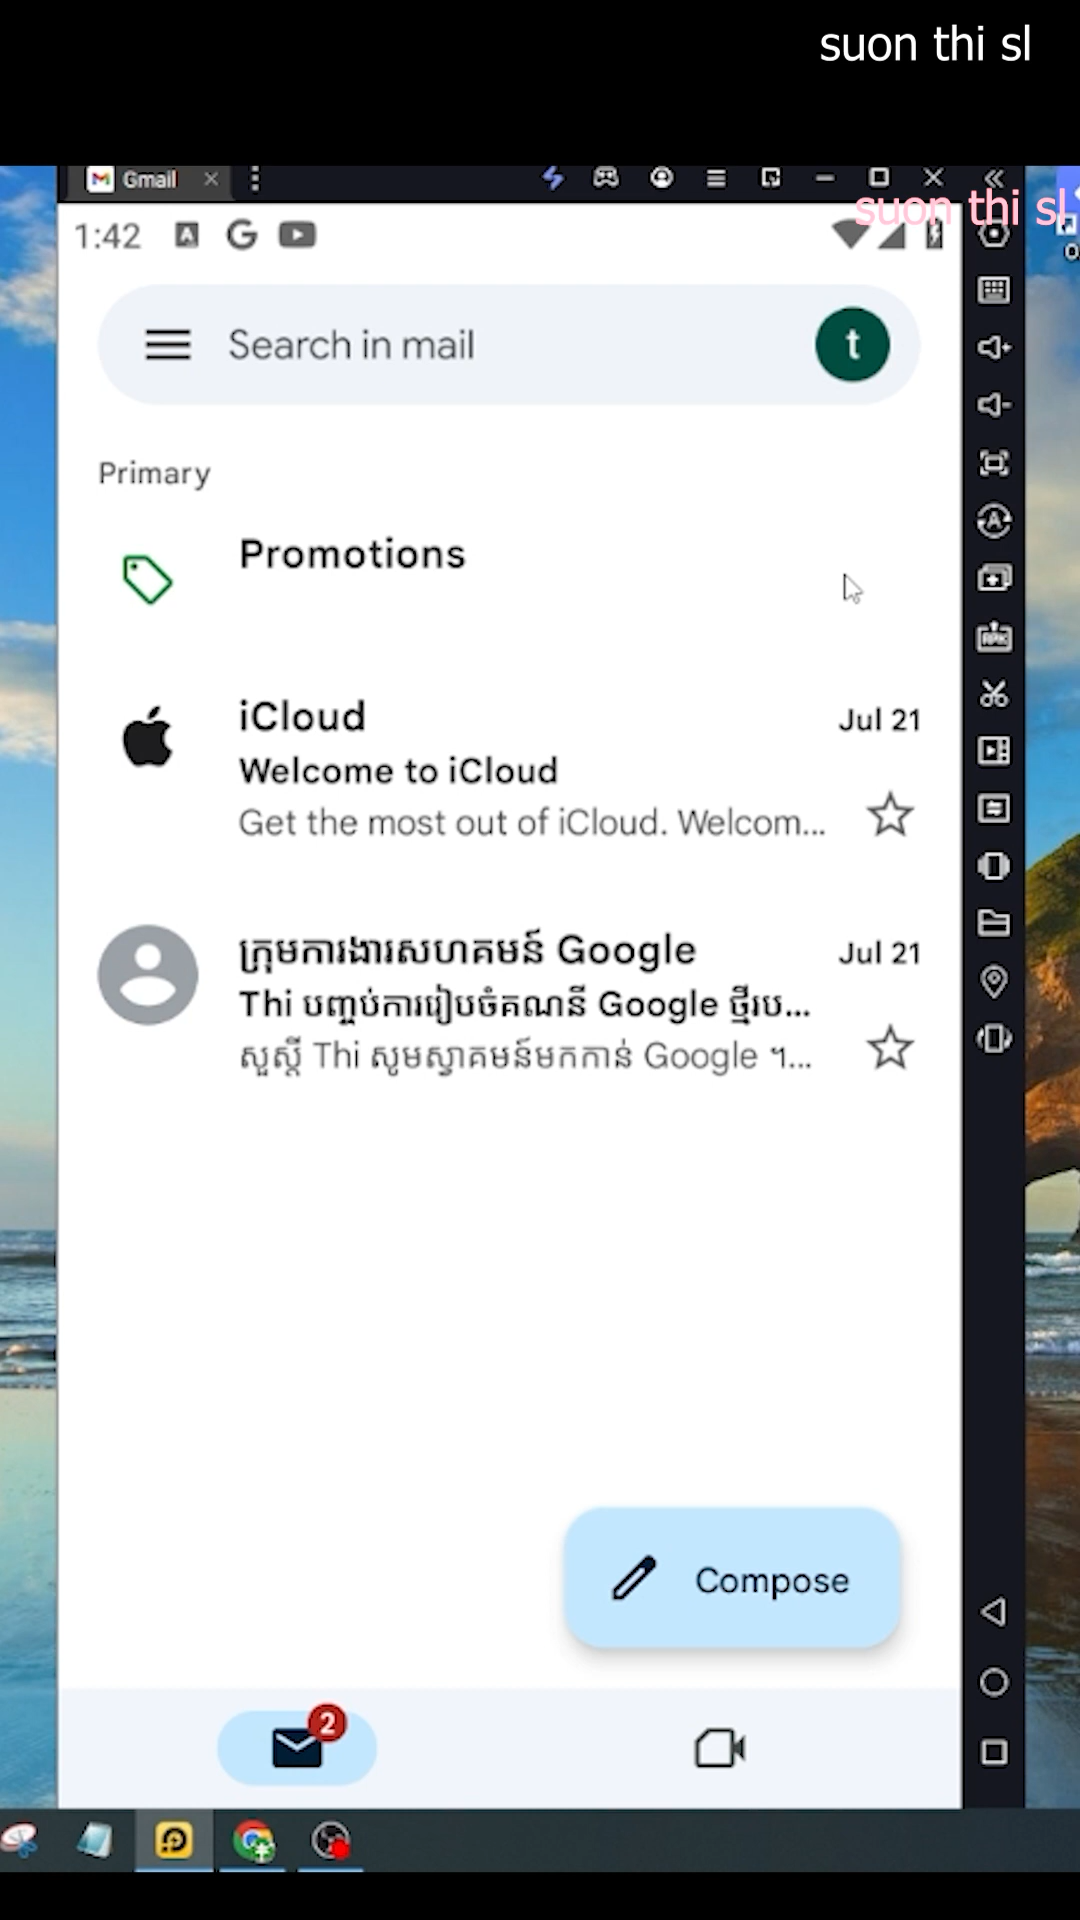 suon thi sl
Gmail
suon thi sl
1:42
Search in mail
t
Primary
Promotions
iCloud
Jul 21
Welcome to iCloud
Get the most out of iCloud. Welcom...
ក្រុមការងារសហគមន៍ Google
Jul 21
Thi បញ្ចប់ការរៀបចំគណនី Google ថ្មីរប...
សួស្តី Thi សូមស្វាគមន៍មកកាន់ Google ។...
Compose
2